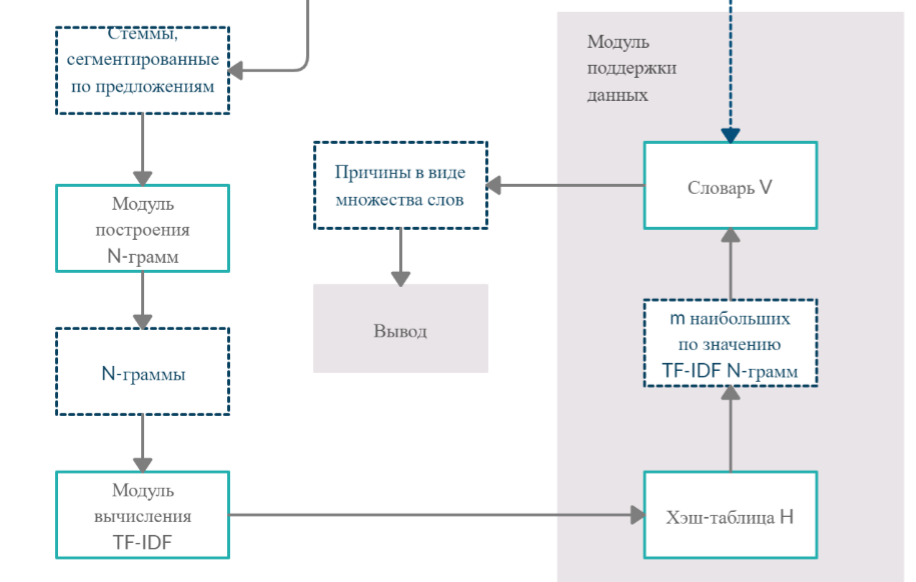 Стеммы,
сегментированные
по предложениям
Модуль
построения
N-грамм
N-граммы
Модуль
вычисления
TF-IDF
Причины в виде
множества слов
Вывод
Модуль
поддержки
данных
Словарь V
m наибольших
по значению
TF-IDF N-грамм
Хэш-таблица H